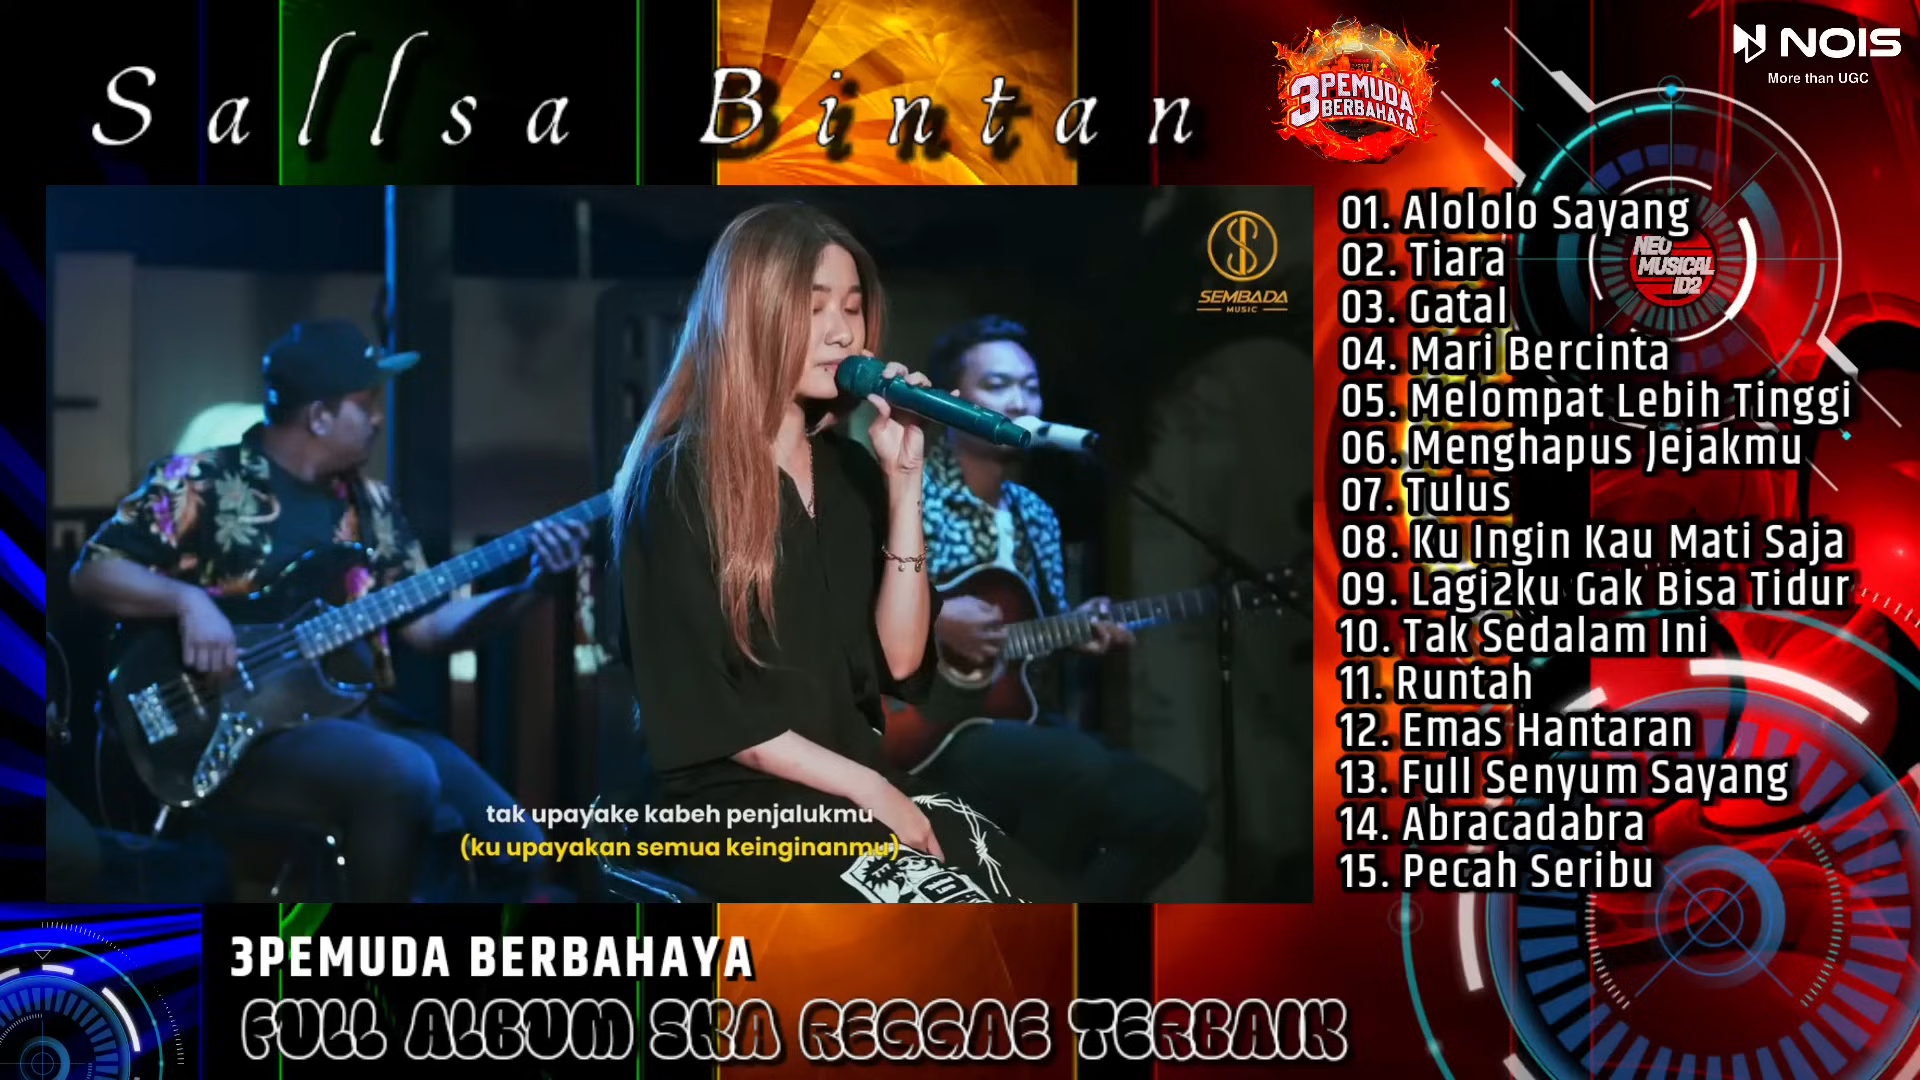 Sallsa Bintan
3PEMUDA
BERBAHAYA
NOIS
More than UGC
SEMBADA
MUSIC
NEO
MUSICAL
ID2
01. Alololo Sayang
02. Tiara
03. Gatal
04. Mari Bercinta
05. Melompat Lebih Tinggi
06. Menghapus Jejakmu
07. Tulus
08. Ku Ingin Kau Mati Saja
09. Lagi2ku Gak Bisa Tidur
10. Tak Sedalam Ini
11. Runtah
12. Emas Hantaran
13. Full Senyum Sayang
14. Abracadabra
15. Pecah Seribu
tak upayake kabeh penjalukmu
(ku upayakan semua keinginanmu)
3PEMUDA BERBAHAYA
FULL ALBUM SKA REGGAE TERBAIK